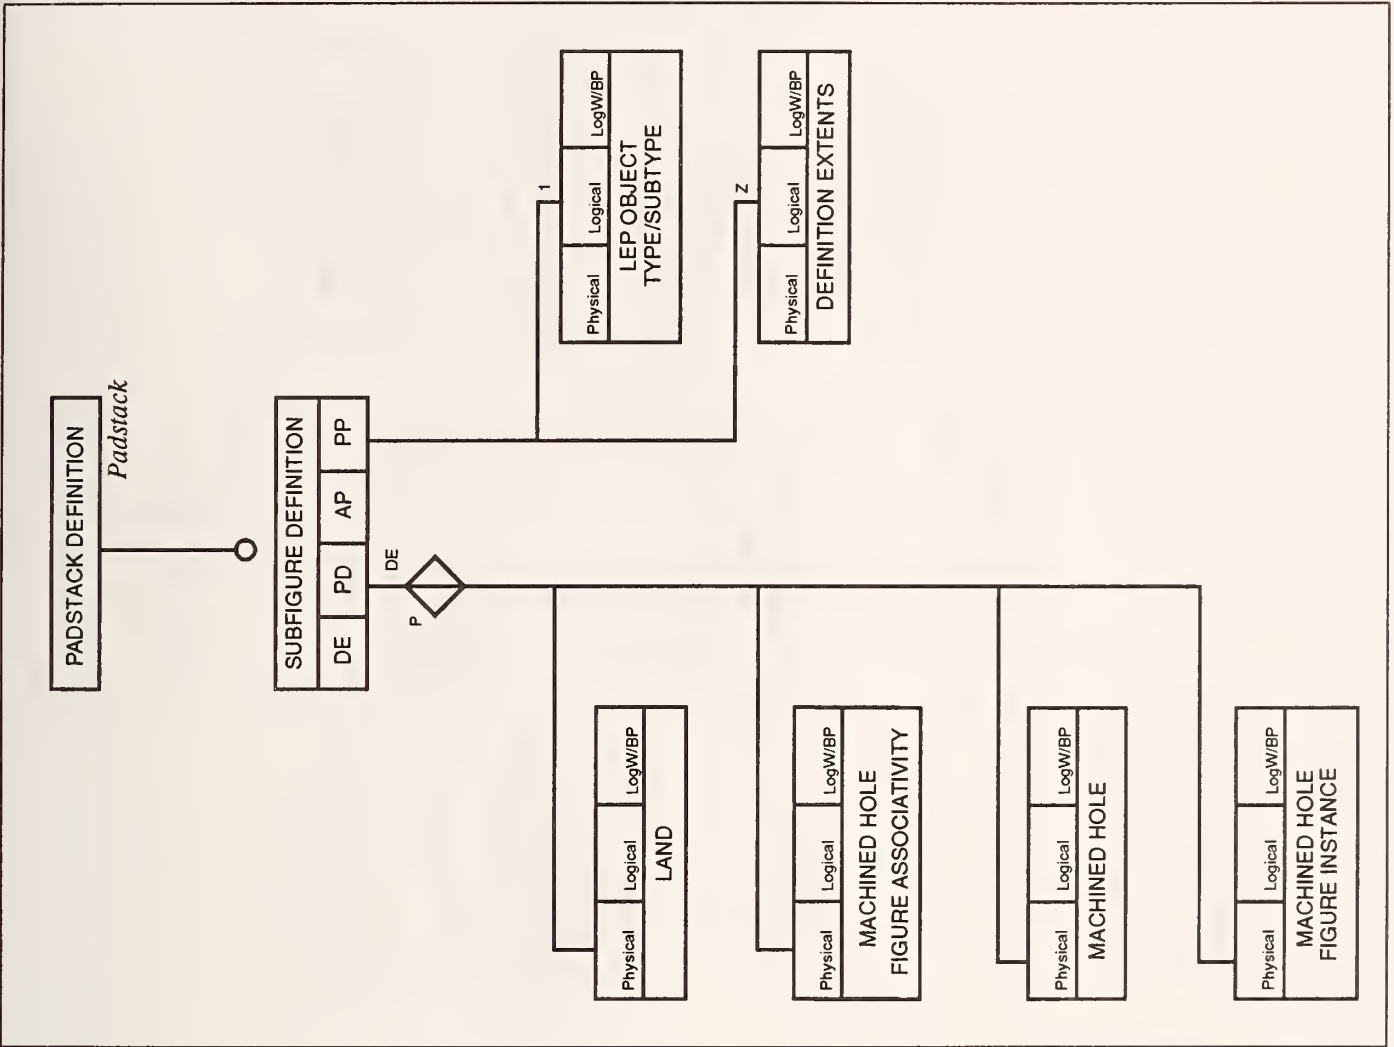 PADSTACK DEFINITION
Padstack
SUBFIGURE DEFINITION
DE PD AP PP
P DE
Physical Logical LogW/BP
LAND
Physical Logical LogW/BP
MACHINED HOLE
FIGURE ASSOCIATIVITY
Physical Logical LogW/BP
MACHINED HOLE
Physical Logical LogW/BP
MACHINED HOLE
FIGURE INSTANCE
1
Physical Logical LogW/BP
LEP OBJECT
TYPE/SUBTYPE
Z
Physical Logical LogW/BP
DEFINITION EXTENTS